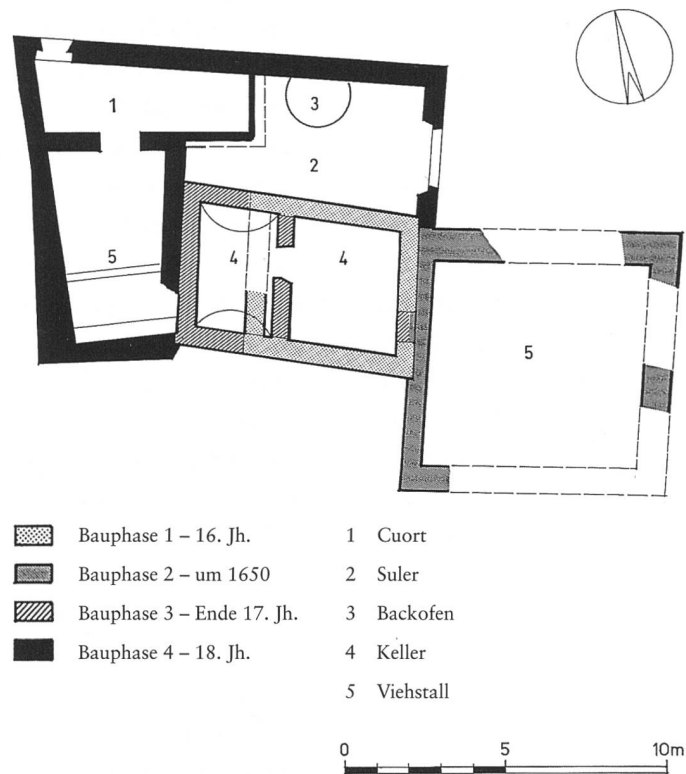 1
3
2
4
4
5
5
Bauphase 1 – 16. Jh.
Bauphase 2 – um 1650
Bauphase 3 – Ende 17. Jh.
Bauphase 4 – 18. Jh.
1 Cuort
2 Suler
3 Backofen
4 Keller
5 Viehstall
0 5 10m